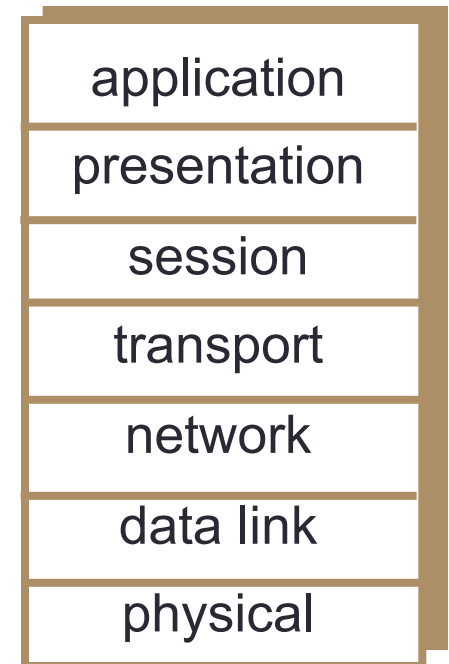 application
presentation
session
transport
network
data link
physical